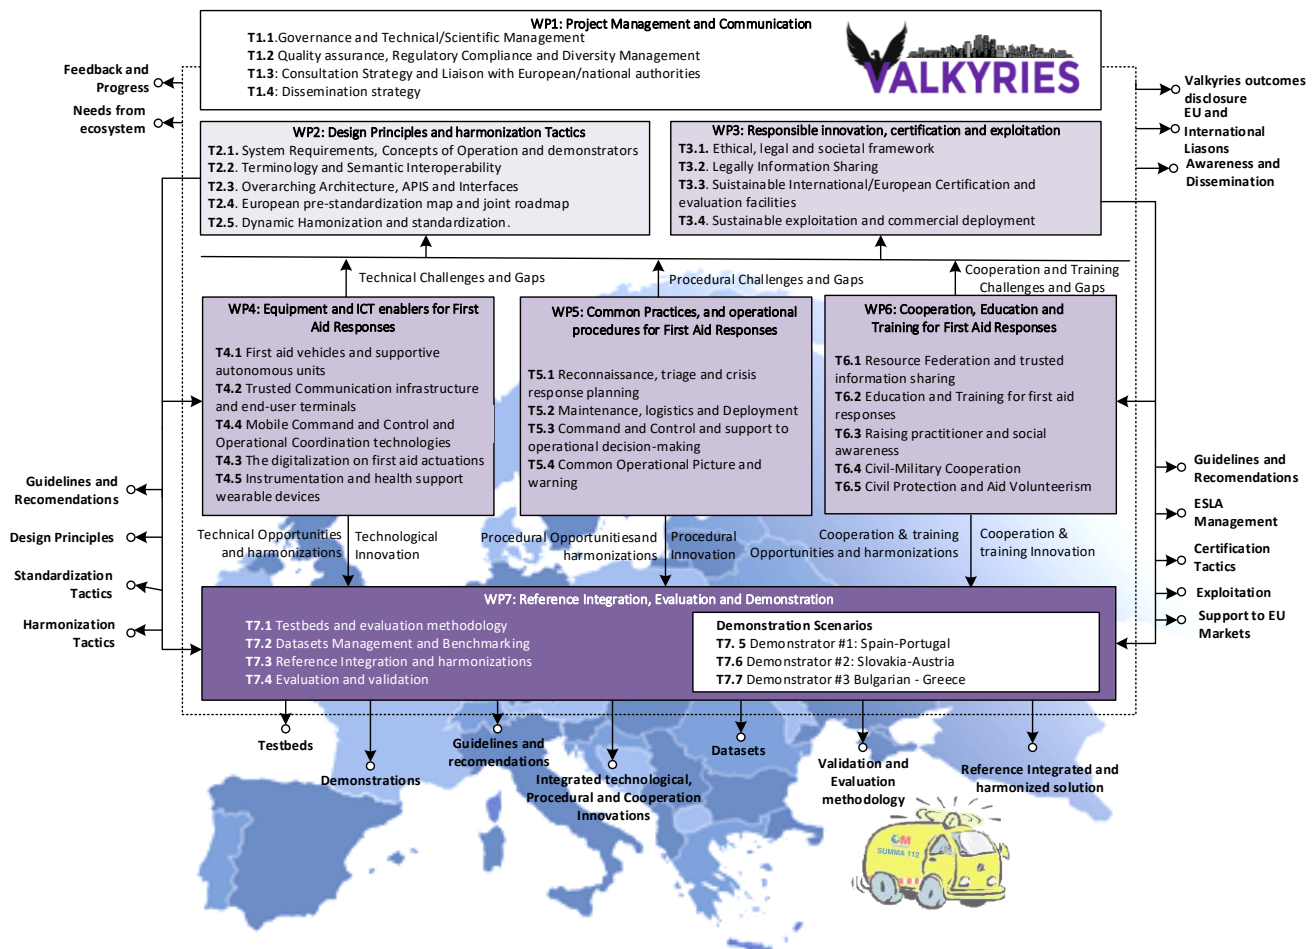 WP1: Project Management and Communication
T1.1.Governance and Technical/Scientific Management
T1.2 Quality assurance, Regulatory Compliance and Diversity Management
T1.3: Consultation Strategy and Liaison with European/national authorities
T1.4: Dissemination strategy
VALKYRIES
Feedback and
Progress
Needs from
ecosystem
Valkyries outcomes
disclosure
EU and
International
Liasons
Awareness and
Dissemination
WP2: Design Principles and harmonization Tactics
T2.1. System Requirements, Concepts of Operation and demonstrators
T2.2. Terminology and Semantic Interoperability
T2.3. Overarching Architecture, APIS and Interfaces
T2.4. European pre-standardization map and joint roadmap
T2.5. Dynamic Hamonization and standardization.
WP3: Responsible innovation, certification and exploitation
T3.1. Ethical, legal and societal framework
T3.2. Legally Information Sharing
T3.3. Suistainable International/European Certification and
evaluation facilities
T3.4. Sustainable exploitation and commercial deployment
Technical Challenges and Gaps
Procedural Challenges and Gaps
Cooperation and Training
Challenges and Gaps
WP4: Equipment and ICT enablers for First
Aid Responses
T4.1 First aid vehicles and supportive
autonomous units
T4.2 Trusted Communication infrastructure
and end-user terminals
T4.4 Mobile Command and Control and
Operational Coordination technologies
T4.3 The digitalization on first aid actuations
T4.5 Instrumentation and health support
wearable devices
WP5: Common Practices, and operational
procedures for First Aid Responses
T5.1 Reconnaissance, triage and crisis
response planning
T5.2 Maintenance, logistics and Deployment
T5.3 Command and Control and support to
operational decision-making
T5.4 Common Operational Picture and
warning
WP6: Cooperation, Education and
Training for First Aid Responses
T6.1 Resource Federation and trusted
information sharing
T6.2 Education and Training for first aid
responses
T6.3 Raising practitioner and social
awareness
T6.4 Civil-Military Cooperation
T6.5 Civil Protection and Aid Volunteerism
Guidelines and
Recomendations
Design Principles
Standardization
Tactics
Harmonization
Tactics
Guidelines and
Recomendations
ESLA
Management
Certification
Tactics
Exploitation
Support to EU
Markets
Technical Opportunities
and harmonizations
Technological
Innovation
Procedural Opportunitiesand
harmonizations
Procedural
Innovation
Cooperation & training
Opportunities and harmonizations
Cooperation &
training Innovation
WP7: Reference Integration, Evaluation and Demonstration
T7.1 Testbeds and evaluation methodology
T7.2 Datasets Management and Benchmarking
T7.3 Reference Integration and harmonizations
T7.4 Evaluation and validation
Demonstration Scenarios
T7. 5 Demonstrator #1: Spain-Portugal
T7.6 Demonstrator #2: Slovakia-Austria
T7.7 Demonstrator #3 Bulgarian - Greece
Testbeds
Demonstrations
Guidelines and
recomendations
Integrated technological,
Procedural and Cooperation
Innovations
Datasets
Validation and
Evaluation
methodology
Reference Integrated and
harmonized solution
SUMMA 112